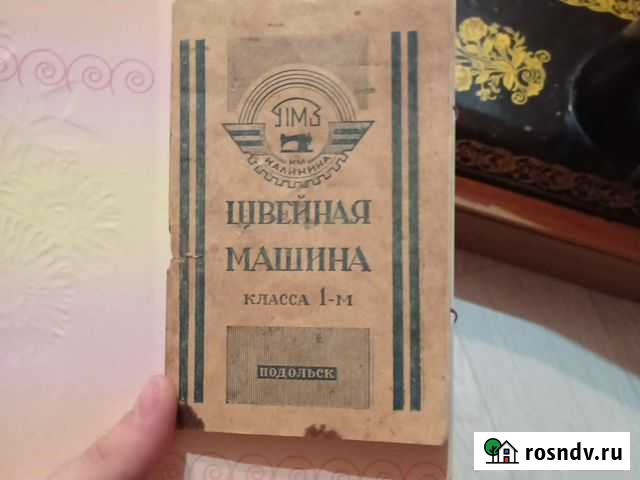 ПМЗ
ИМ
КАЛИНИНА
ШВЕЙНАЯ
МАШИНА
КЛАССА 1-М
ПОДОЛЬСК
rosndv.ru